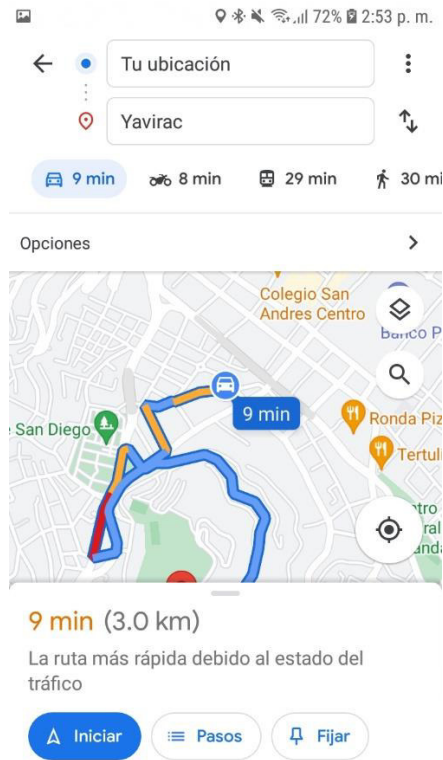 72% 2:53 p. m.
Tu ubicación
Yavirac
9 min
8 min
29 min
30 mi
Opciones
Colegio San
Andres Centro
Banco P
9 min
Ronda Piz
San Diego
Tertuli
9 min (3.0 km)
La ruta más rápida debido al estado del
tráfico
Iniciar
Pasos
Fijar